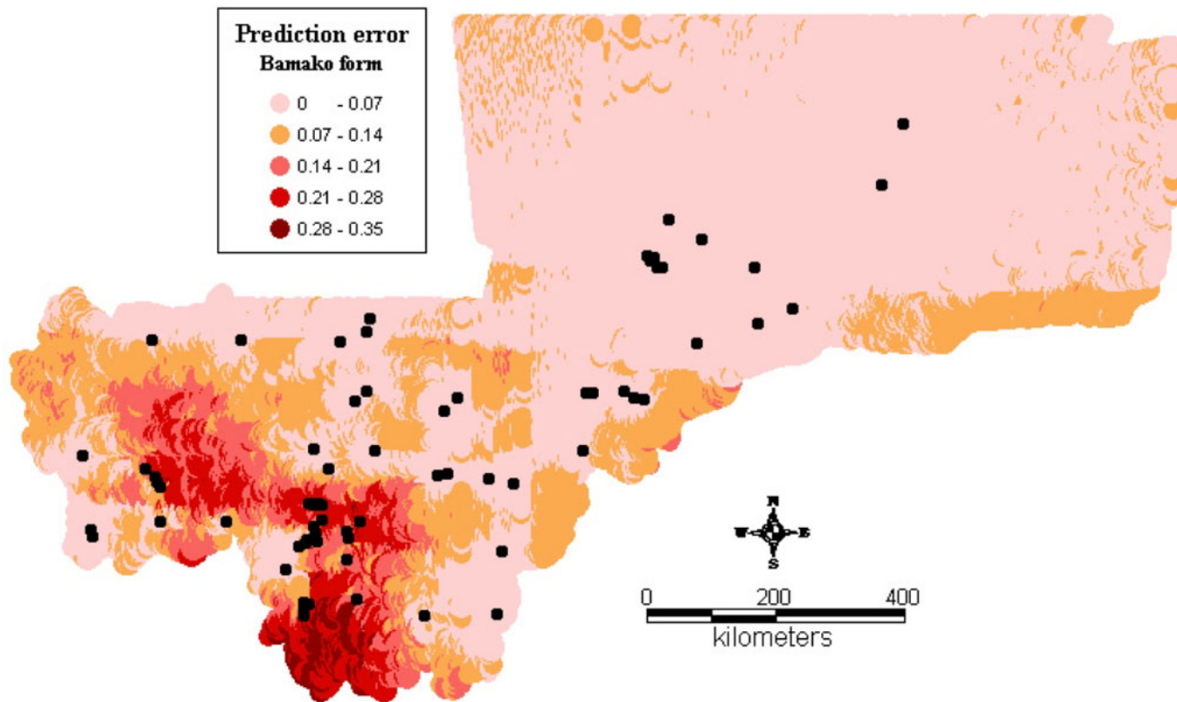 Prediction error
Bamako form
0 - 0.07
0.07 - 0.14
0.14 - 0.21
0.21 - 0.28
0.28 - 0.35
N
W E
S
0 200 400
kilometers